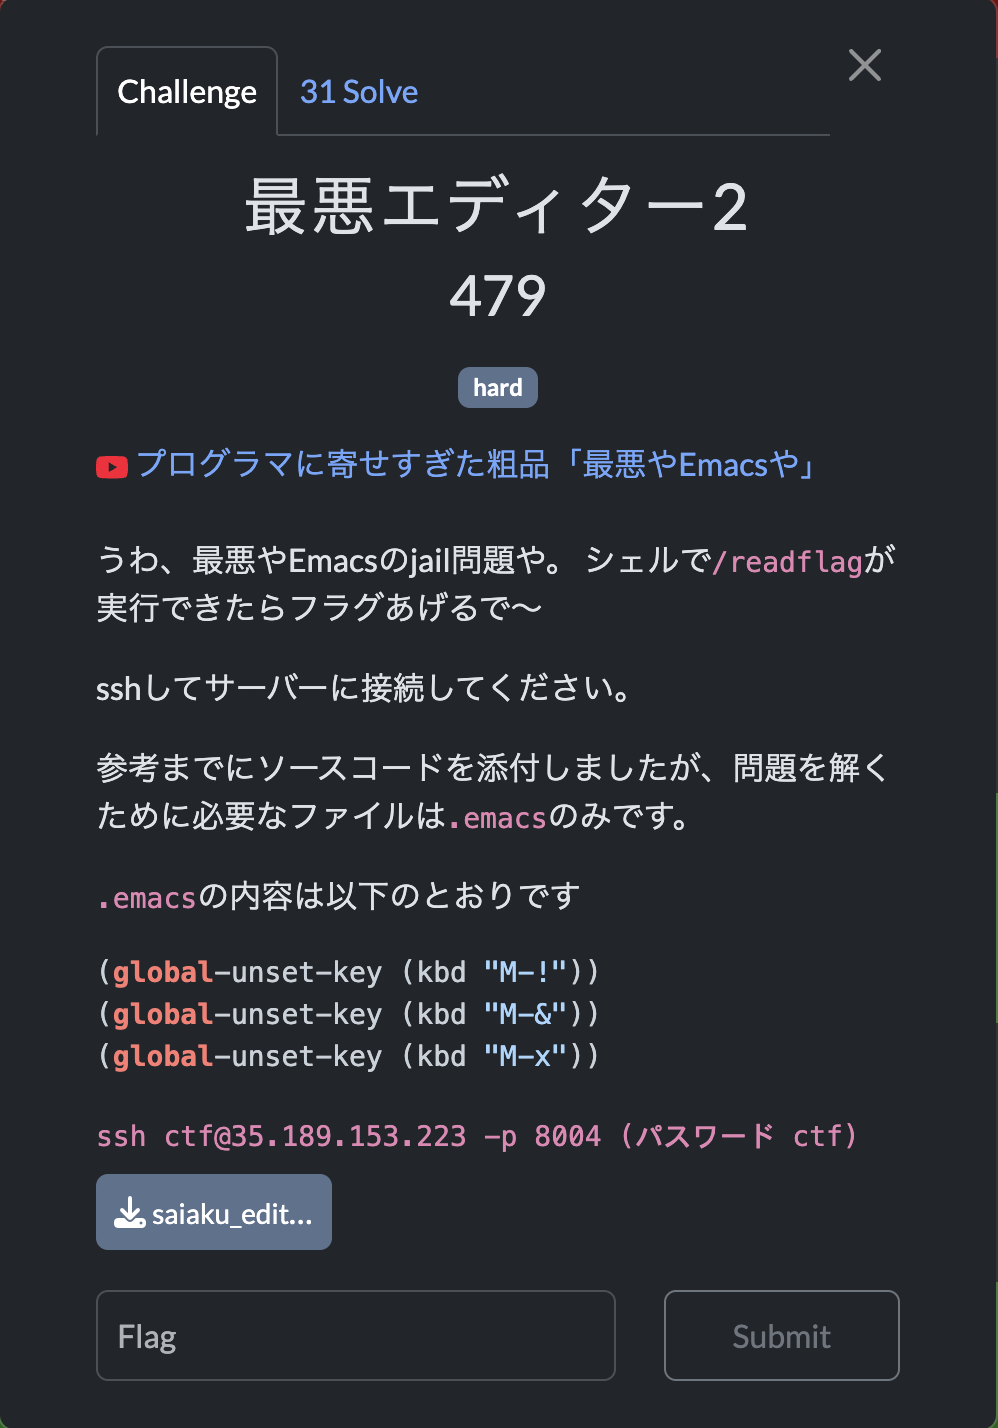 Challenge
31 Solve
最悪エディター2
479
hard
プログラマに寄せすぎた粗品「最悪やEmacsや」
うわ、最悪やEmacsのjail問題や。 シェルで/readflagが
実行できたらフラグあげるで〜
sshしてサーバーに接続してください。
参考までにソースコードを添付しましたが、問題を解く
ために必要なファイルは.emacsのみです。
.emacsの内容は以下のとおりです
(global-unset-key (kbd "M-!"))
(global-unset-key (kbd "M-&"))
(global-unset-key (kbd "M-x"))
ssh ctf@35.189.153.223 -p 8004 (パスワード ctf)
saiaku_edit...
Flag
Submit